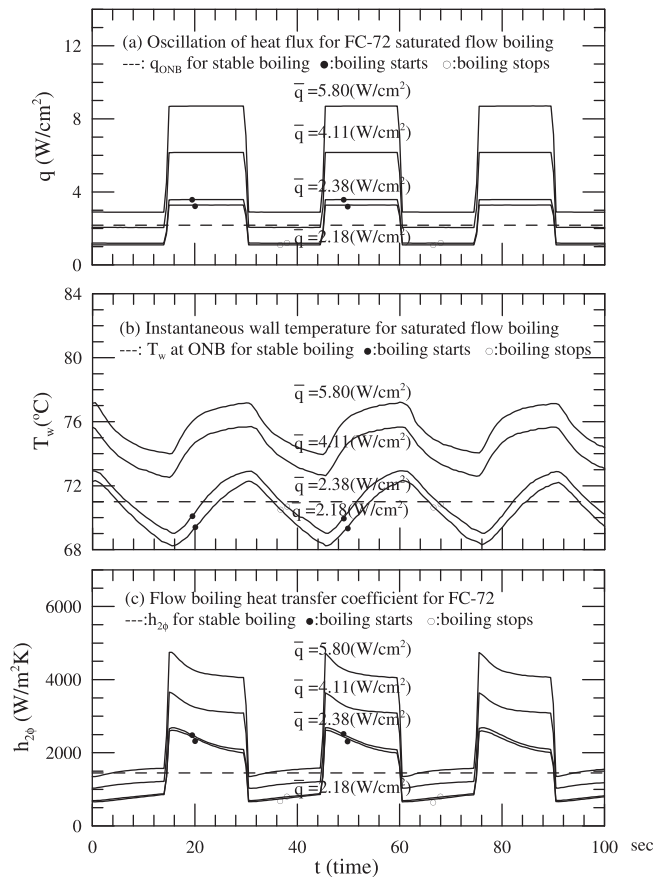 (a) Oscillation of heat flux for FC-72 saturated flow boiling
---: q_ONB for stable boiling ●:boiling starts ○:boiling stops
q̅ =5.80(W/cm²)
q̅ =4.11(W/cm²)
q̅ =2.38(W/cm²)
q̅ =2.18(W/cm²)
q (W/cm²)
12
8
4
0
84
(b) Instantaneous wall temperature for saturated flow boiling
---: T_w at ONB for stable boiling ●:boiling starts ○:boiling stops
q̅ =5.80(W/cm²)
q̅ =4.11(W/cm²)
q̅ =2.38(W/cm²)
q̅ =2.18(W/cm²)
T_w(°C)
80
76
72
68
(c) Flow boiling heat transfer coefficient for FC-72
---:h_2ϕ for stable boiling ●:boiling starts ○:boiling stops
q̅ =5.80(W/cm²)
q̅ =4.11(W/cm²)
q̅ =2.38(W/cm²)
q̅ =2.18(W/cm²)
h_2ϕ (W/m²K)
6000
4000
2000
0
0 20 40 60 80 100 sec
t (time)